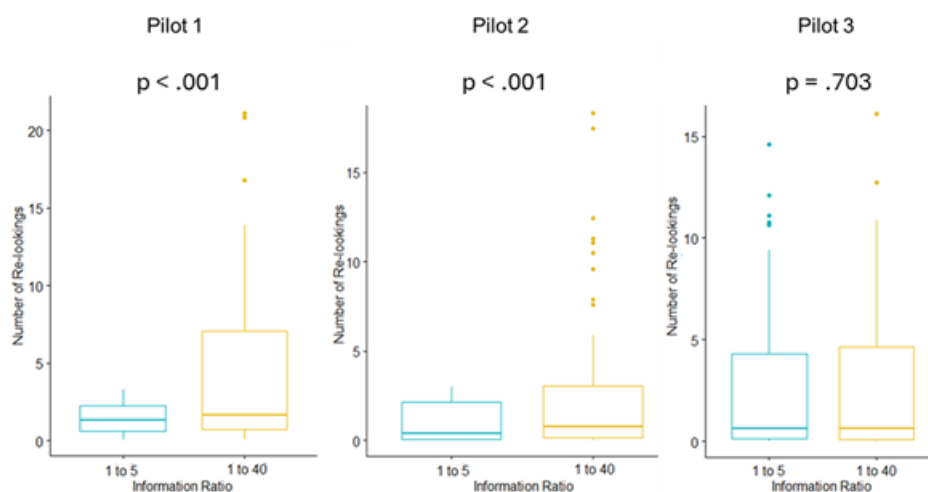 Pilot 1
p < .001
Number of Re-lookings
20
15
10
5
0
1 to 5
1 to 40
Information Ratio
Pilot 2
p < .001
Number of Re-lookings
15
10
5
0
1 to 5
1 to 40
Information Ratio
Pilot 3
p = .703
Number of Re-lookings
15
10
5
0
1 to 5
1 to 40
Information Ratio